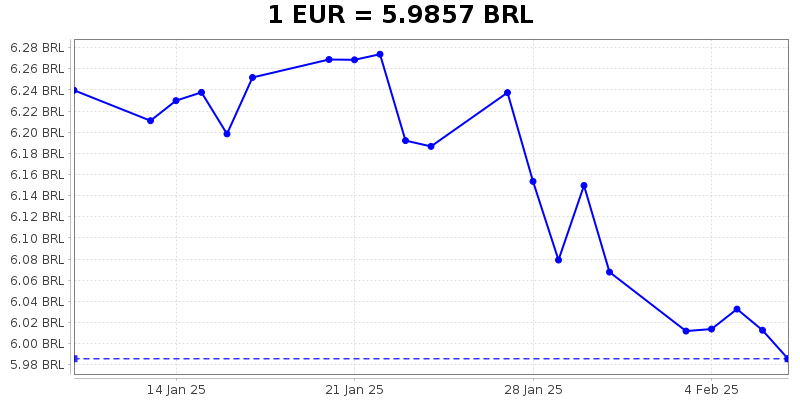 1 EUR = 5.9857 BRL
6.28 BRL
6.26 BRL
6.24 BRL
6.22 BRL
6.20 BRL
6.18 BRL
6.16 BRL
6.14 BRL
6.12 BRL
6.10 BRL
6.08 BRL
6.06 BRL
6.04 BRL
6.02 BRL
6.00 BRL
5.98 BRL
14 Jan 25 21 Jan 25 28 Jan 25 4 Feb 25